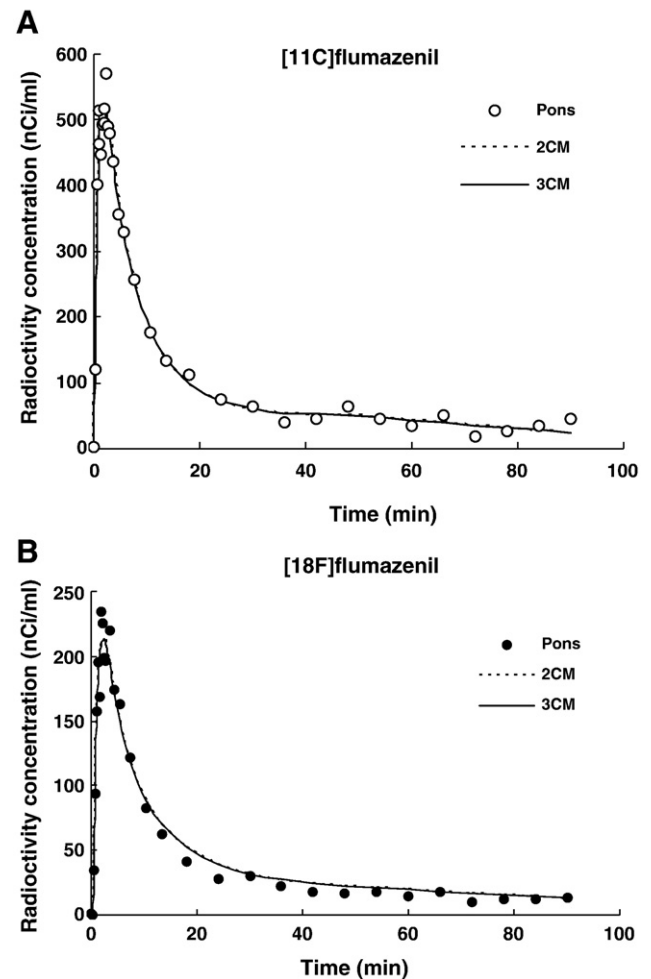 A
[11C]flumazenil
Radioctivity concentration (nCi/ml)
600
500
400
300
200
100
0
Pons
2CM
3CM
0 20 40 60 80 100
Time (min)
B
[18F]flumazenil
Radioctivity concentration (nCi/ml)
250
200
150
100
50
0
Pons
2CM
3CM
0 20 40 60 80 100
Time (min)